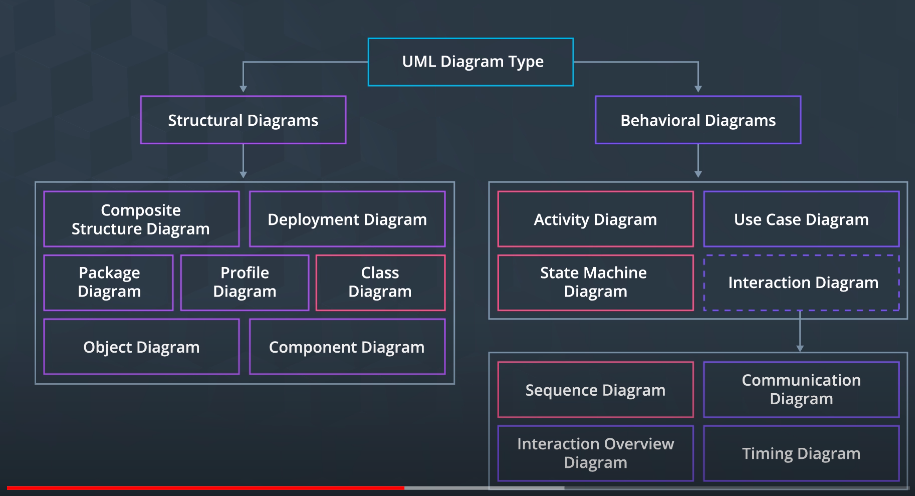 UML Diagram Type
Structural Diagrams
Behavioral Diagrams
Composite
Structure Diagram
Deployment Diagram
Package
Diagram
Profile
Diagram
Class
Diagram
Object Diagram
Component Diagram
Activity Diagram
Use Case Diagram
State Machine
Diagram
Interaction Diagram
Sequence Diagram
Communication
Diagram
Interaction Overview
Diagram
Timing Diagram